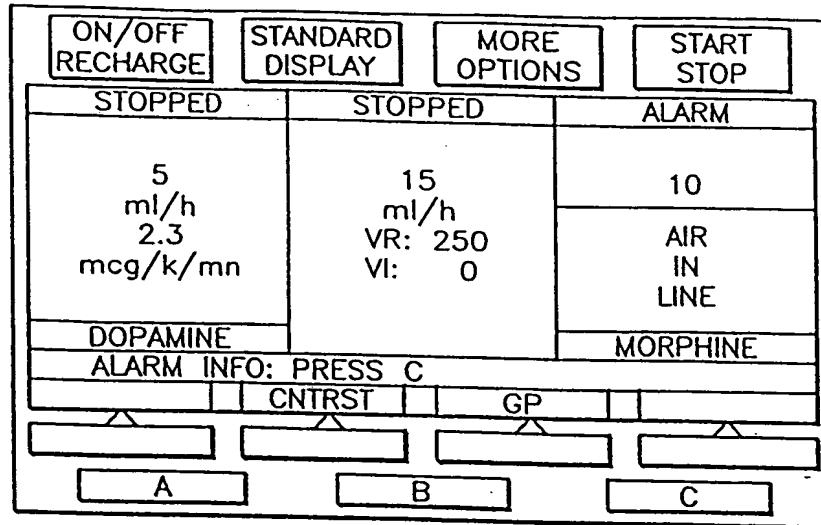 ON/OFF RECHARGE
STANDARD DISPLAY
MORE OPTIONS
START STOP
STOPPED
STOPPED
ALARM
5
ml/h
2.3
mcg/k/mn
DOPAMINE
15
ml/h
VR: 250
VI: 0
10
AIR
IN
LINE
MORPHINE
ALARM INFO: PRESS C
CNTRST
GP
A
B
C